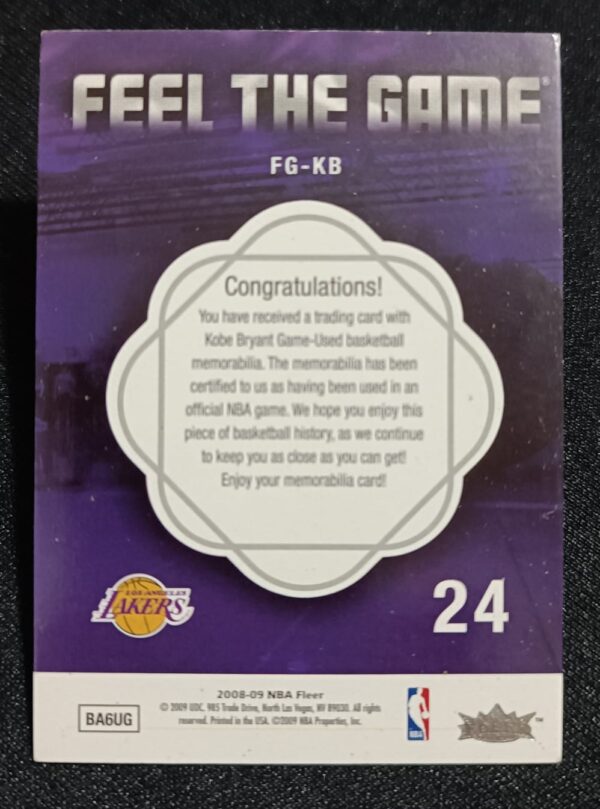 FEEL THE GAME®
FG-KB
Congratulations!
You have received a trading card with
Kobe Bryant Game-Used basketball
memorabilia. The memorabilia has been
certified to us as having been used in an
official NBA game. We hope you enjoy this
piece of basketball history, as we continue
to keep you as close as you can get!
Enjoy your memorabilia card!
LOS ANGELES
LAKERS
24
2008-09 NBA Fleer
© 2009 UDC, 985 Trade Drive, North Las Vegas, NV 89030. All rights
reserved. Printed in the USA. ©2009 NBA Properties, Inc.
BA6UG
NBA
TM